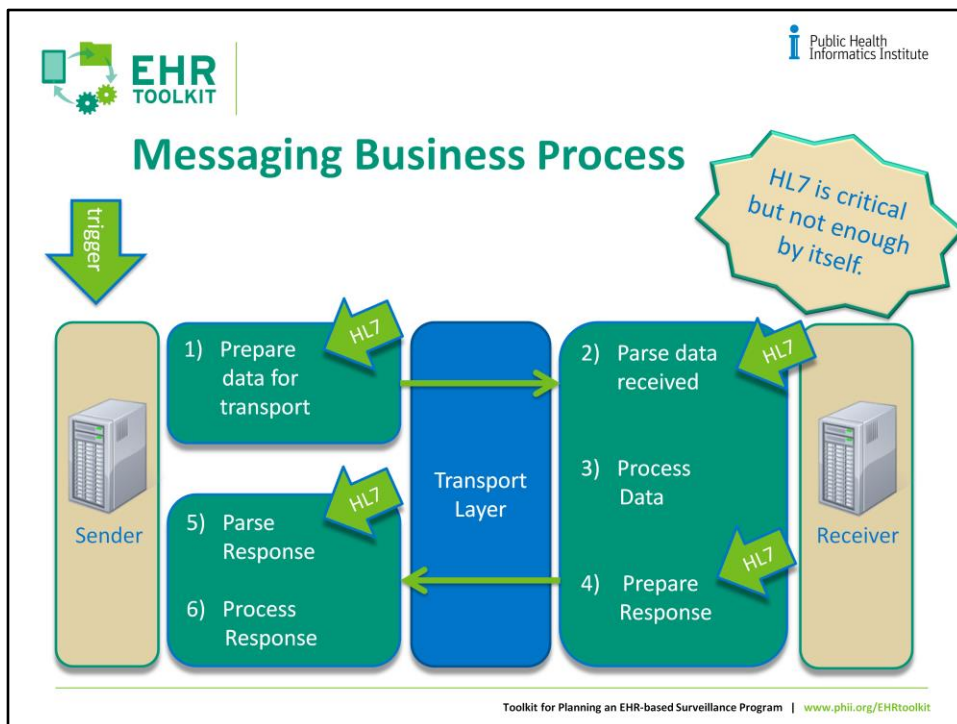 EHR
TOOLKIT
Public Health
Informatics Institute
Messaging Business Process
HL7 is critical
but not enough
by itself.
trigger
Sender
1) Prepare
data for
transport
HL7
5) Parse
Response
6) Process
Response
HL7
Transport
Layer
2) Parse data
received
HL7
3) Process
Data
4) Prepare
Response
HL7
Receiver
Toolkit for Planning an EHR-based Surveillance Program | www.phii.org/EHRtoolkit